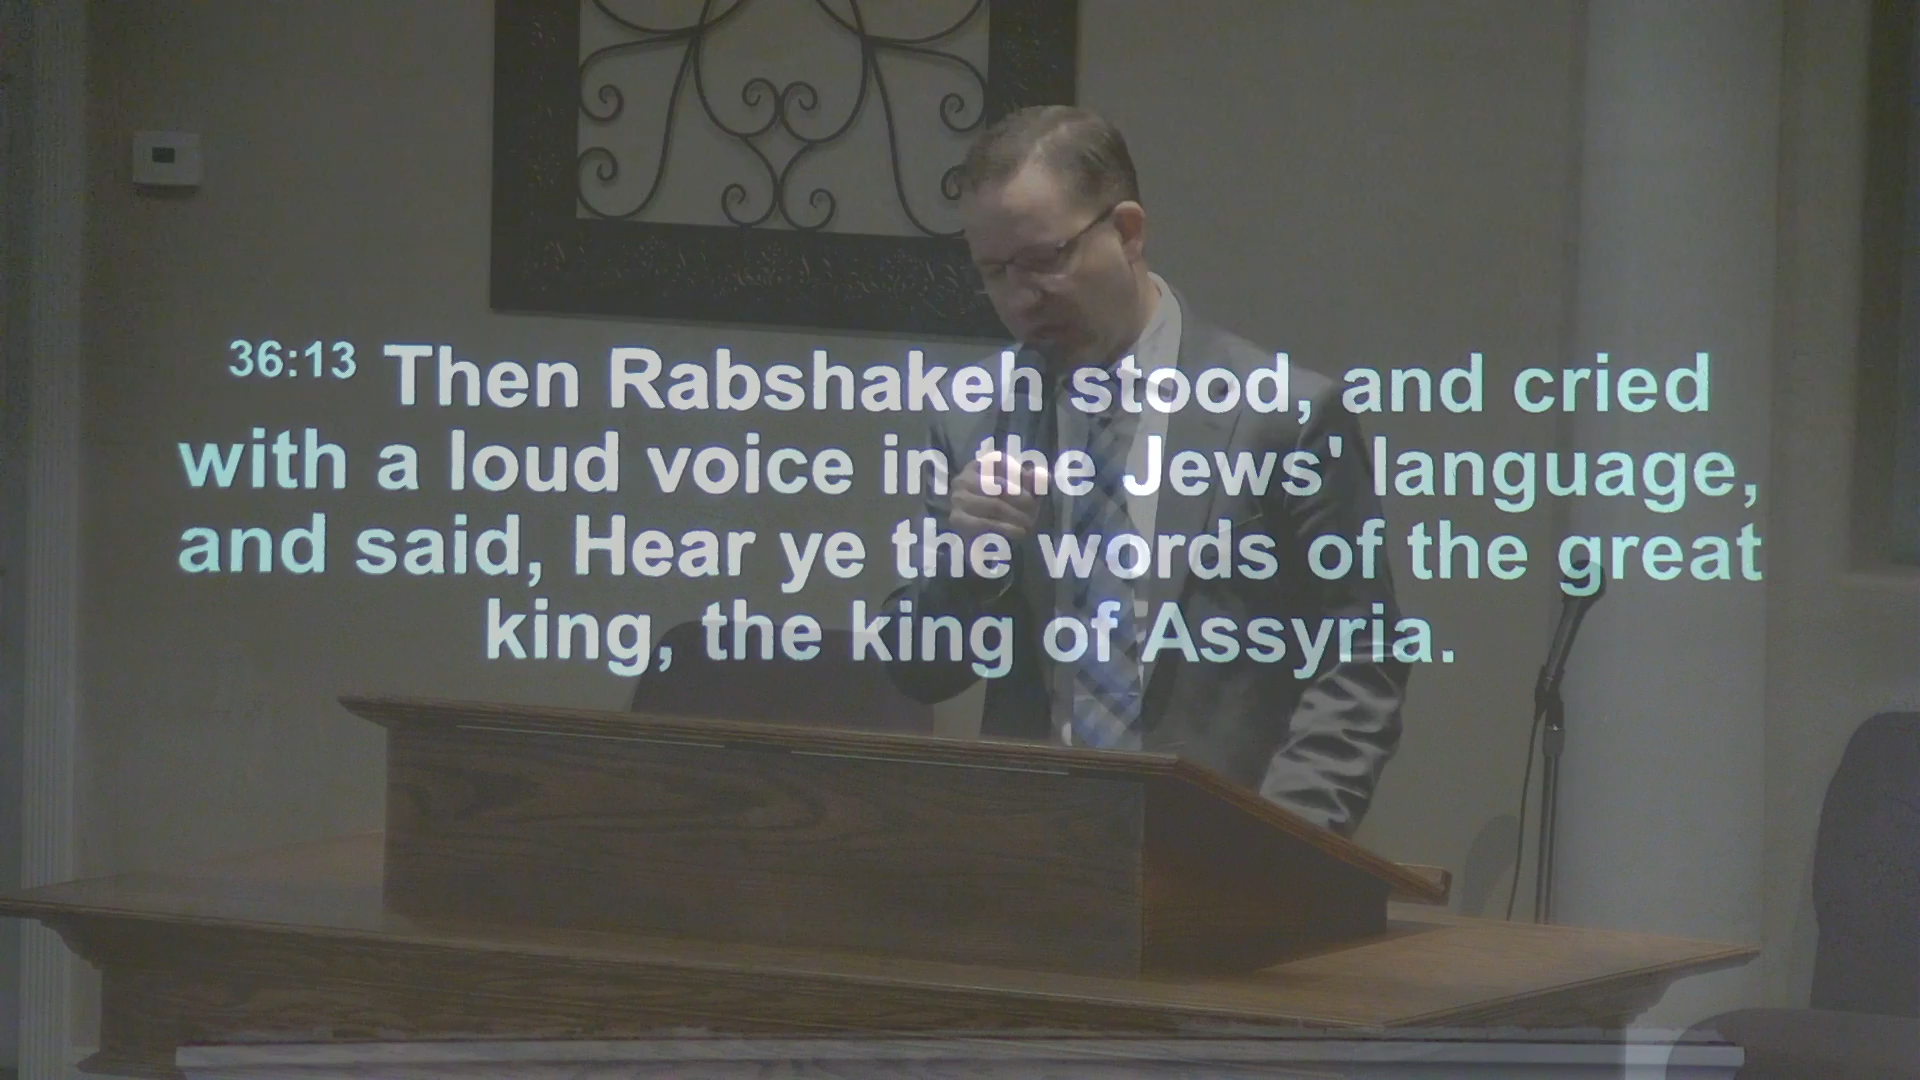 36:13 Then Rabshakeh stood, and cried
with a loud voice in the Jews' language,
and said, Hear ye the words of the great
king, the king of Assyria.